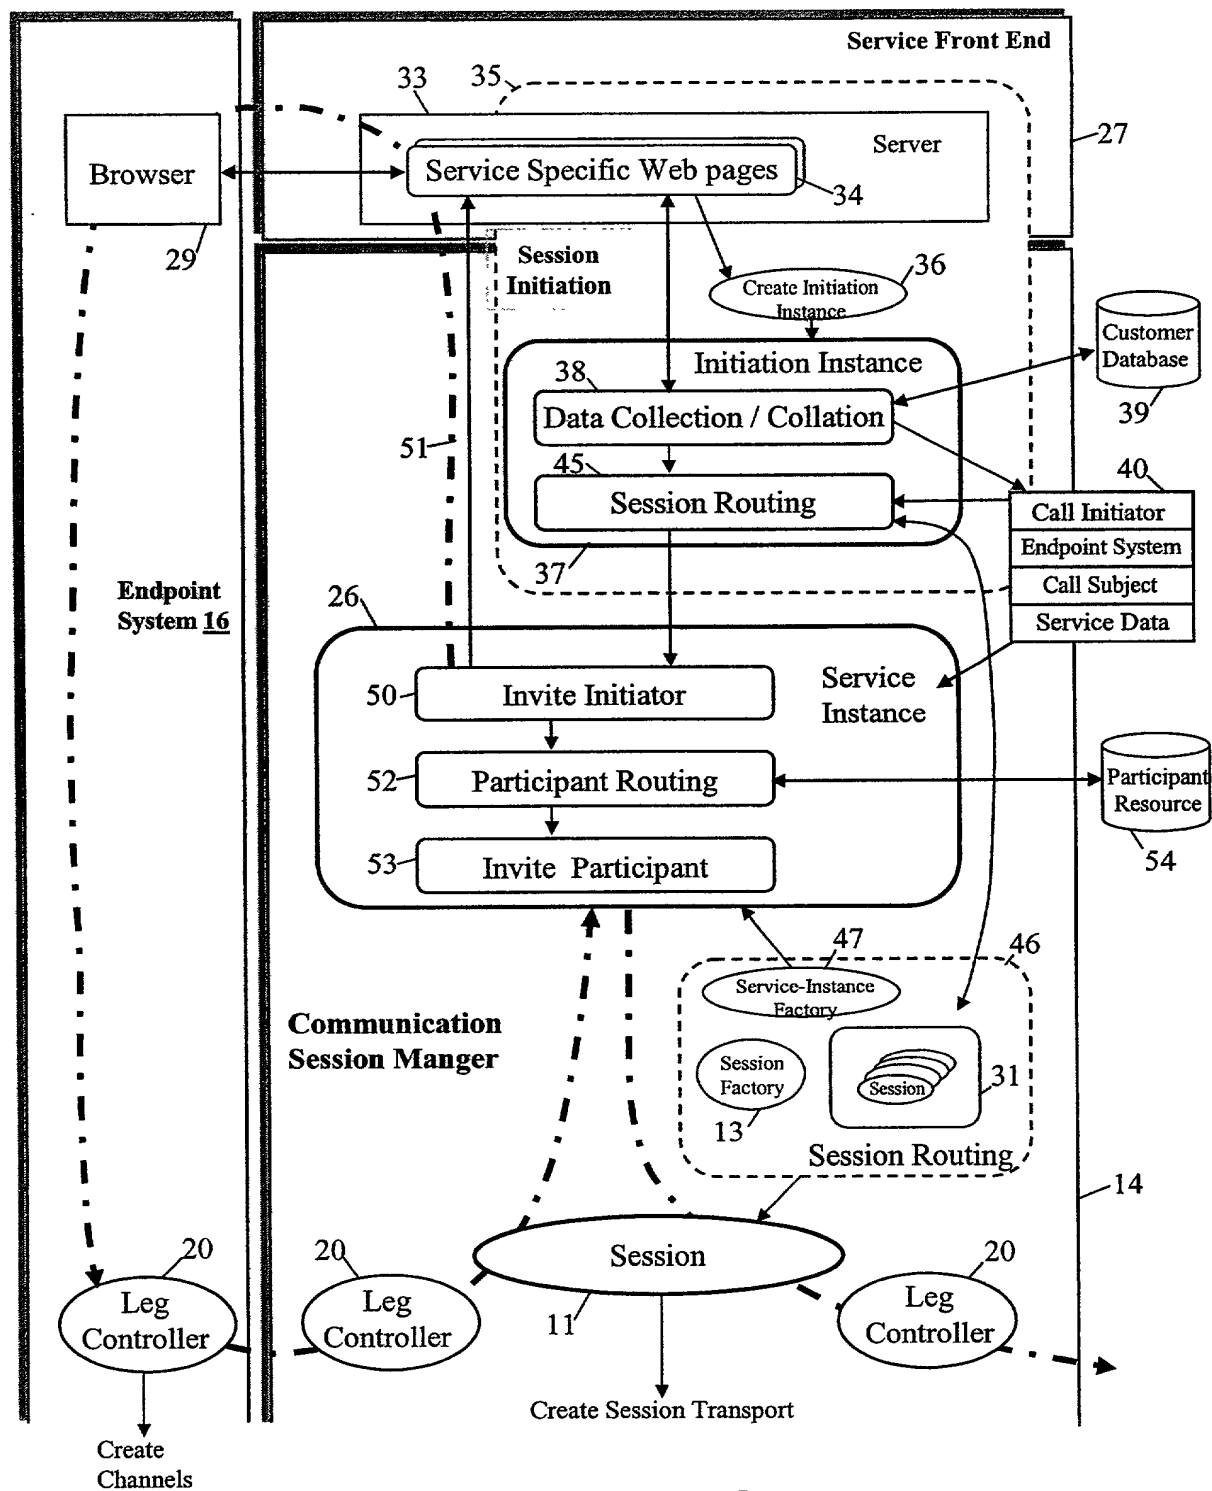 Service Front End
33
35
27
Server
Browser
Service Specific Web pages
34
29
Session
Initiation
36
Create Initiation
Instance
Customer
Database
39
Initiation Instance
38
Data Collection / Collation
51
45
Session Routing
40
Call Initiator
Endpoint System
Call Subject
Service Data
37
Endpoint
System 16
26
Service
Instance
50
Invite Initiator
52
Participant Routing
Participant
Resource
54
53
Invite Participant
47
46
Service-Instance
Factory
Communication
Session Manger
Session
Factory
13
Session
31
Session Routing
14
20
Leg
Controller
20
Leg
Controller
Session
11
20
Leg
Controller
Create Session Transport
Create
Channels